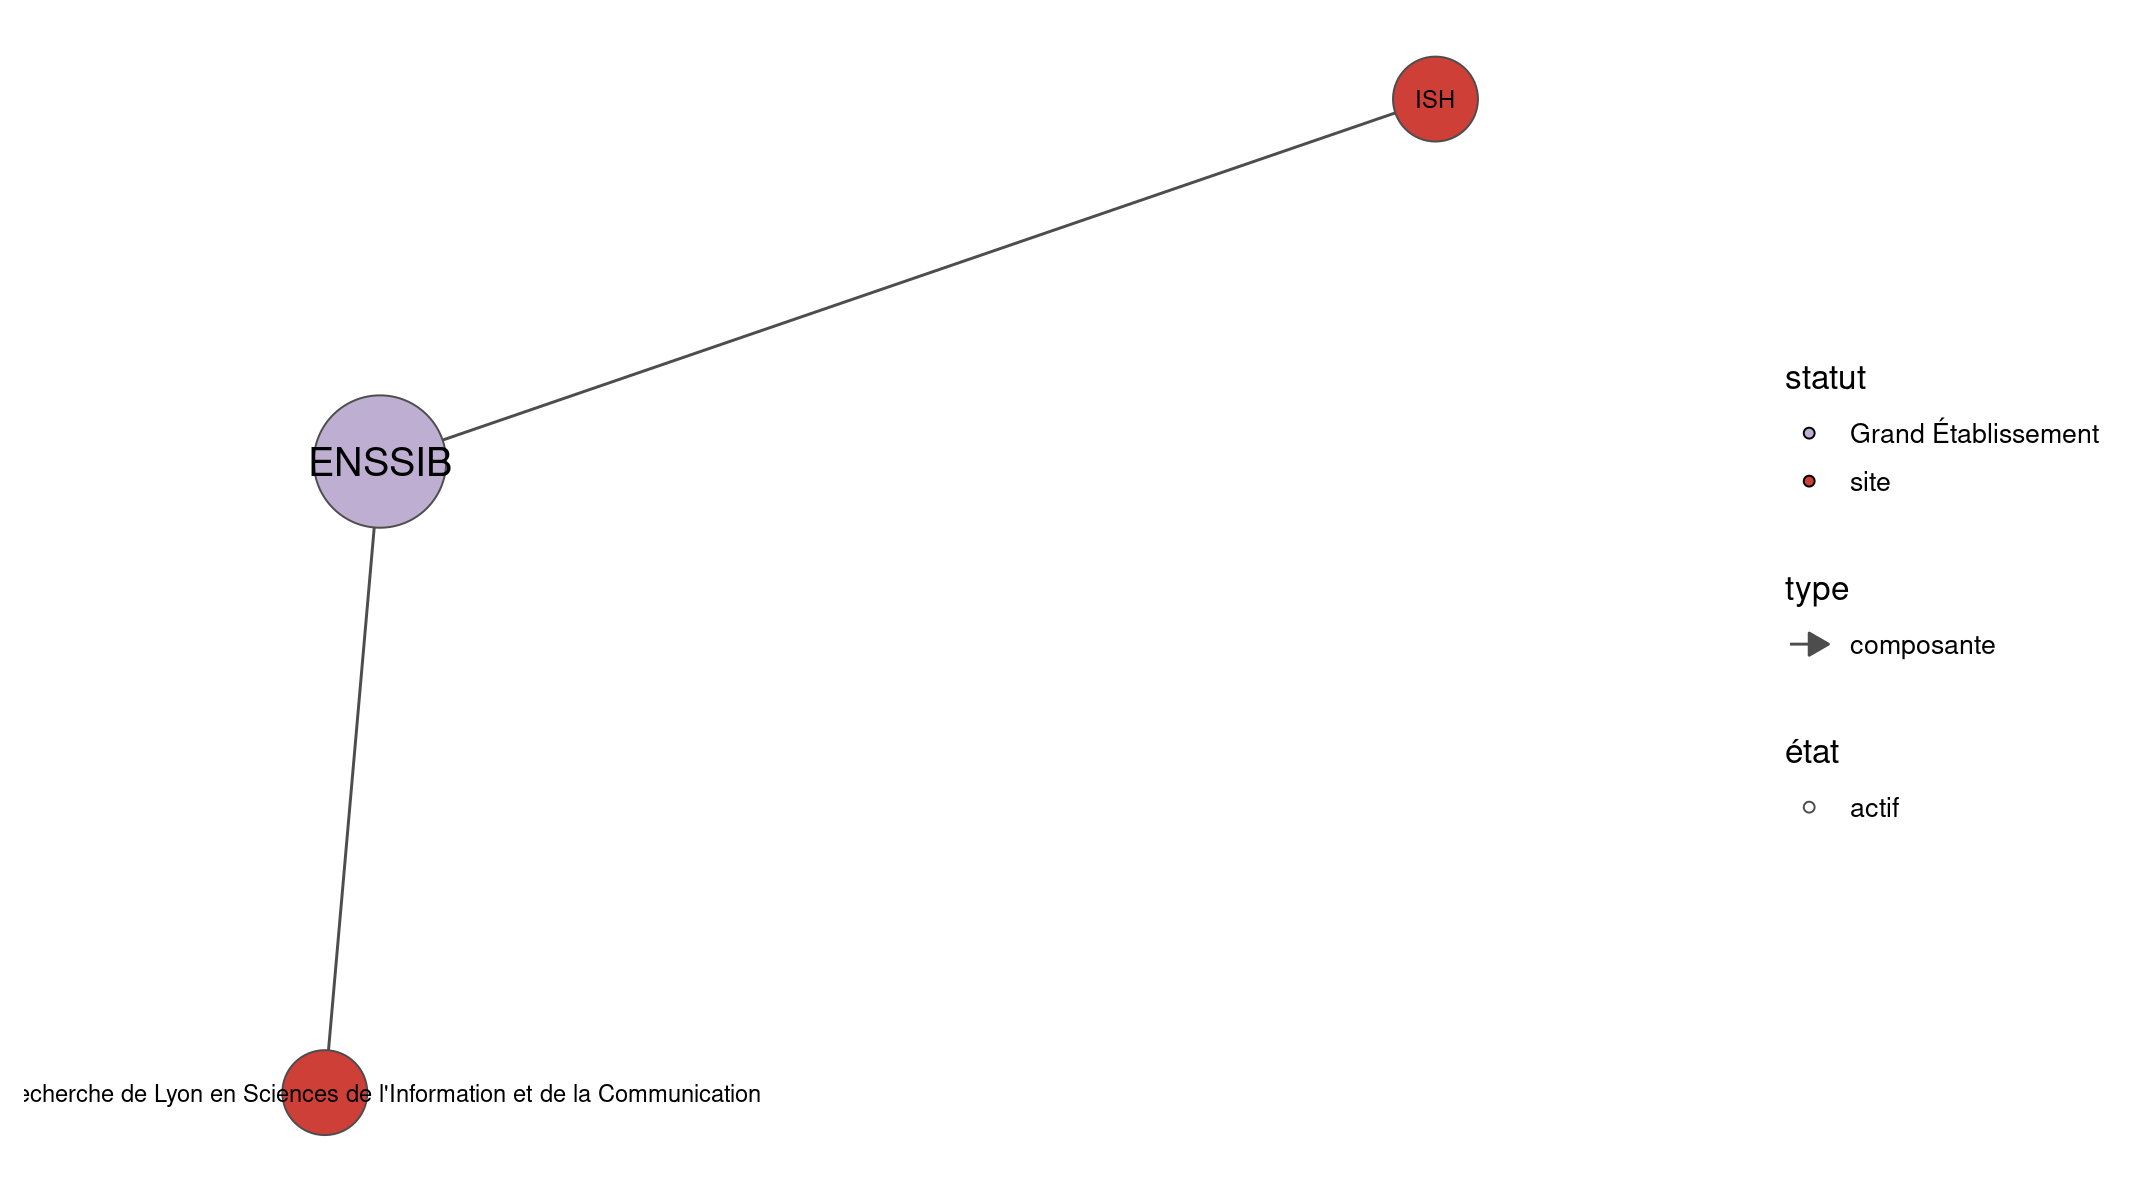 ISH
ENSSIB
echerche de Lyon en Sciences de l'Information et de la Communication
statut
Grand Établissement
site
type
composante
état
actif